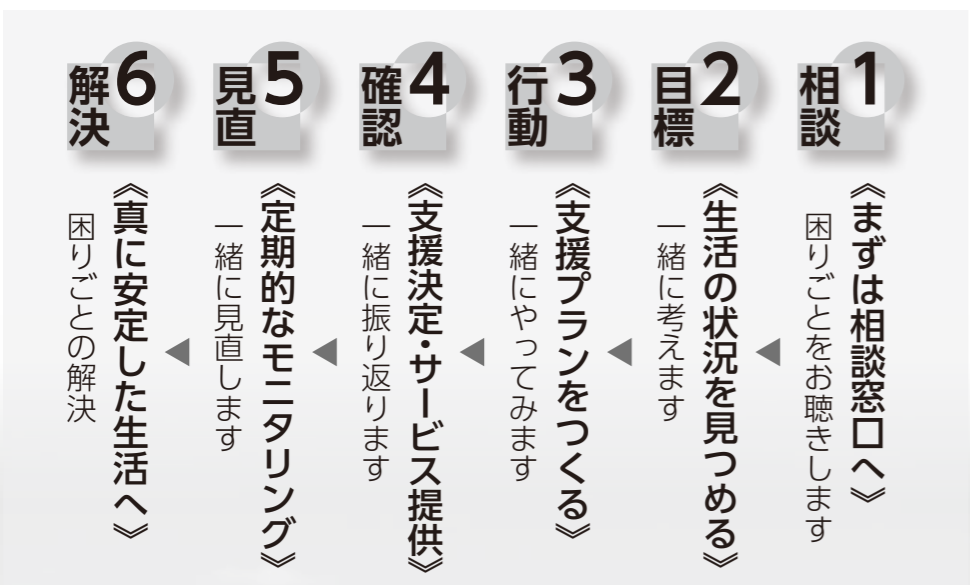 1
相談
《まずは相談窓口へ》
困りごとをお聴きします
2
目標
《生活の状況を見つめる》
一緒に考えます
3
行動
《支援プランをつくる》
一緒にやってみます
4
確認
《支援決定・サービス提供》
一緒に振り返ります
5
見直
《定期的なモニタリング》
一緒に見直します
6
解決
《真に安定した生活へ》
困りごとの解決